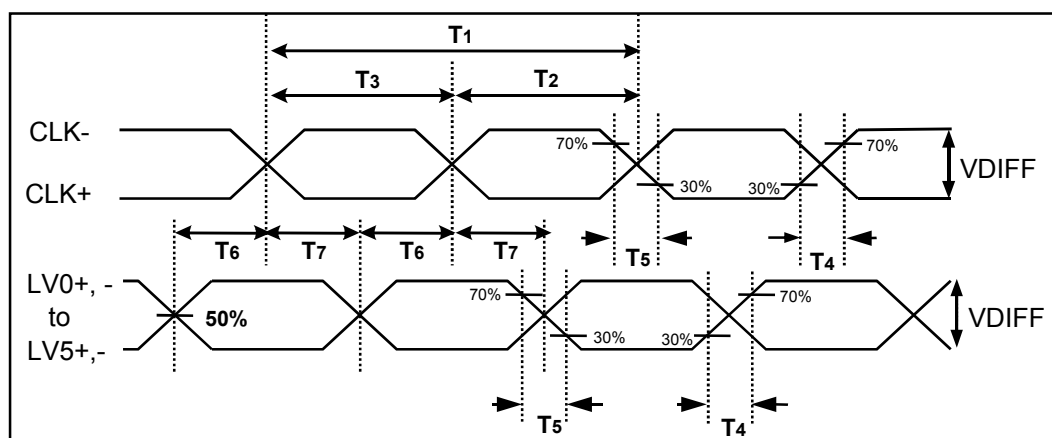 T1
T3 T2
CLK-
70%
70%
VDIFF
30%
30%
CLK+
T6 T7 T6 T7
T5
T4
LV0+, -
70%
70%
to
50%
VDIFF
30%
30%
LV5+,-
T5
T4